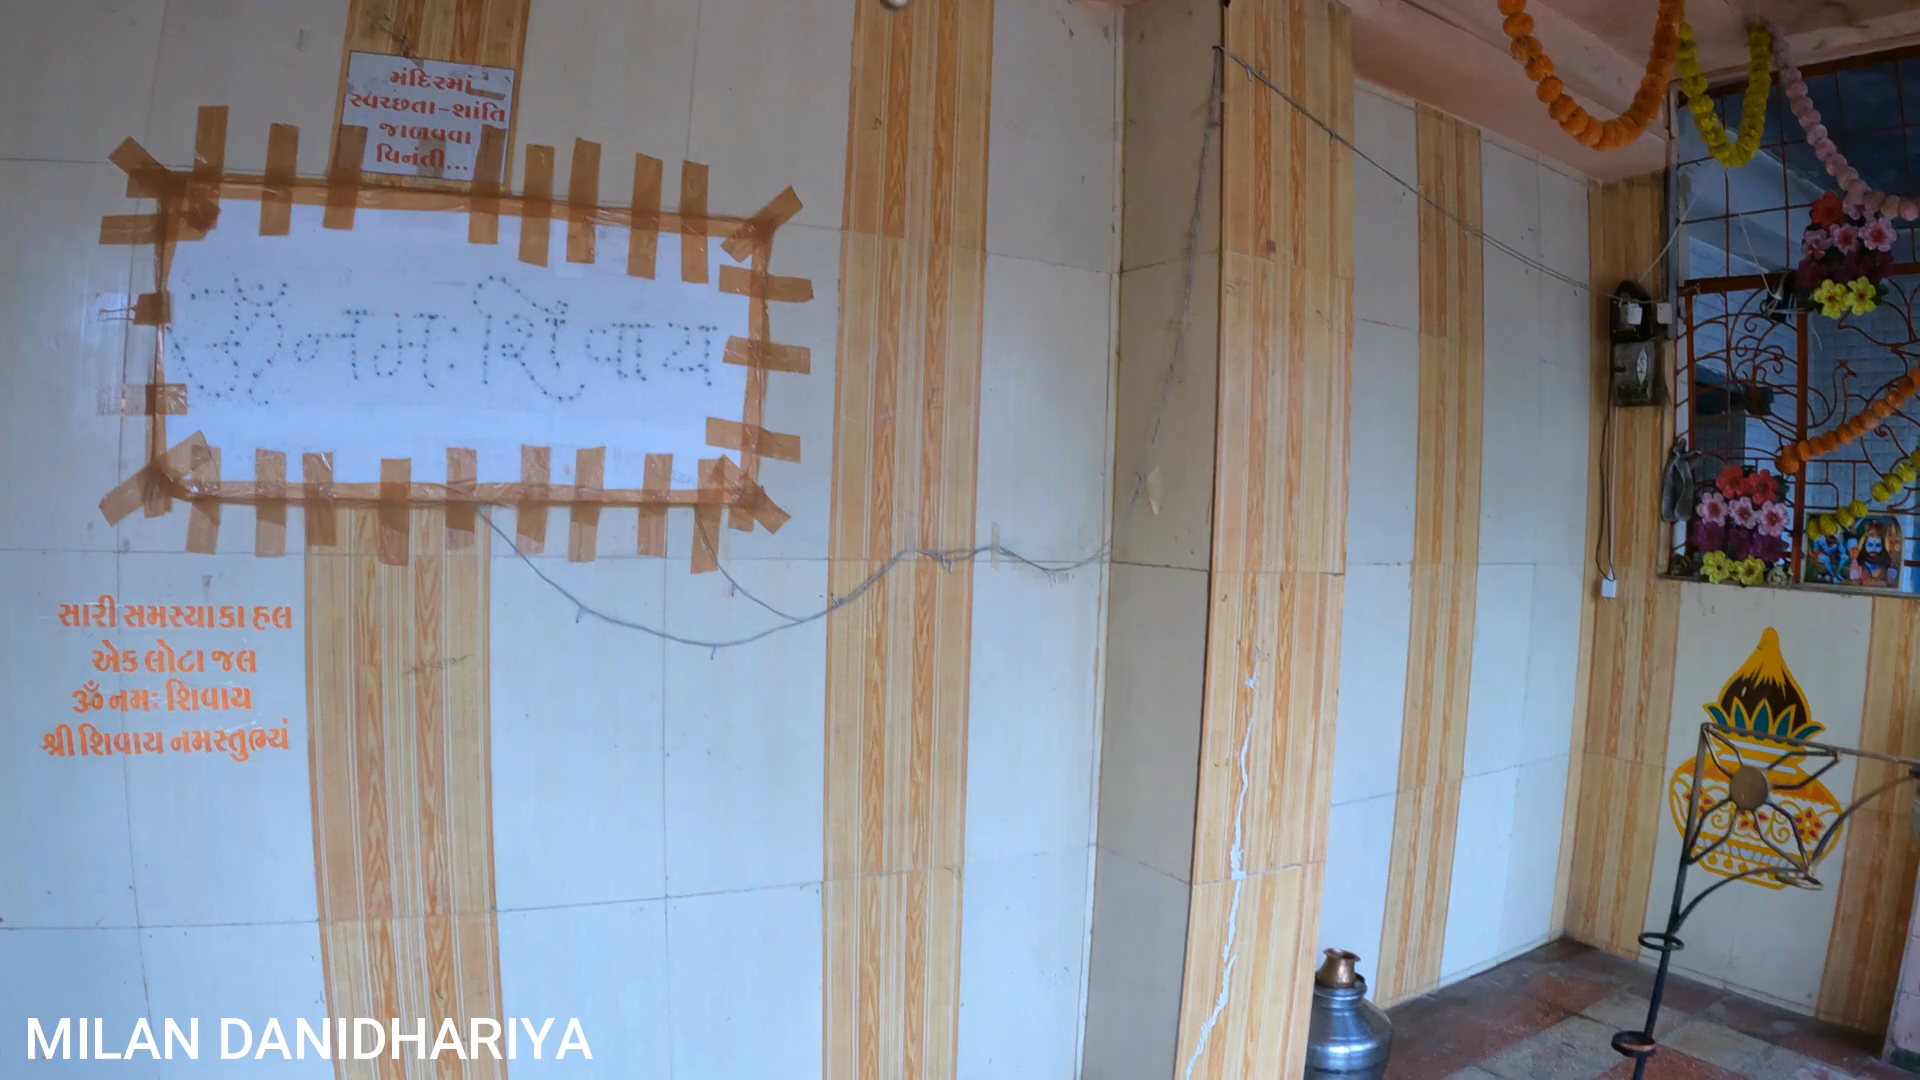 મંદિરમાં
સ્વચ્છતા-શાંતિ
જાળવવા
વિનંતી...
ૐ નમઃ શિવાય
સારી સમસ્યા કા હલ
એક લોટા જલ
ૐ નમઃ શિવાય
શ્રી શિવાય નમસ્તુભ્યં
MILAN DANIDHARIYA